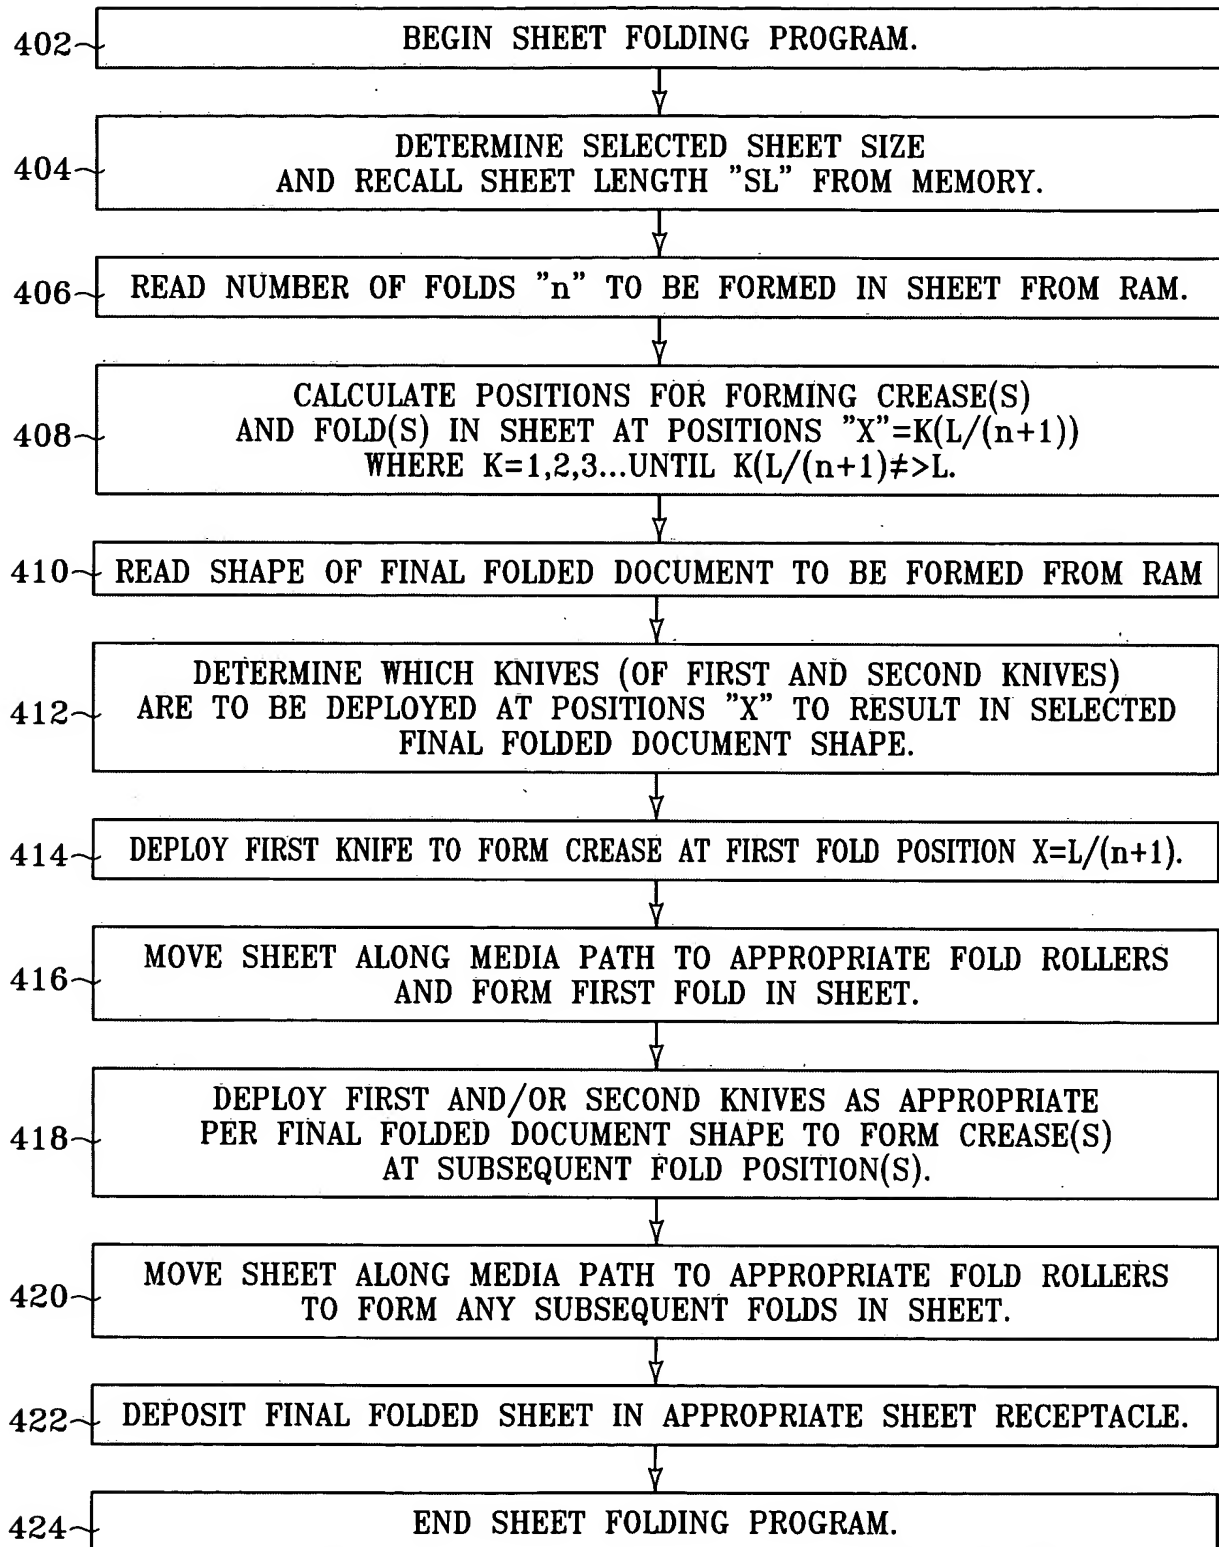 402 BEGIN SHEET FOLDING PROGRAM.
DETERMINE SELECTED SHEET SIZE
404 AND RECALL SHEET LENGTH "SL" FROM MEMORY.
406 READ NUMBER OF FOLDS "n" TO BE FORMED IN SHEET FROM RAM.
CALCULATE POSITIONS FOR FORMING CREASE(S)
408 AND FOLD(S) IN SHEET AT POSITIONS "X"=K(L/(n+1))
WHERE K=1,2,3...UNTIL K(L/(n+1)≠>L.
410 READ SHAPE OF FINAL FOLDED DOCUMENT TO BE FORMED FROM RAM
DETERMINE WHICH KNIVES (OF FIRST AND SECOND KNIVES)
412 ARE TO BE DEPLOYED AT POSITIONS "X" TO RESULT IN SELECTED
FINAL FOLDED DOCUMENT SHAPE.
414 DEPLOY FIRST KNIFE TO FORM CREASE AT FIRST FOLD POSITION X=L/(n+1).
MOVE SHEET ALONG MEDIA PATH TO APPROPRIATE FOLD ROLLERS
416 AND FORM FIRST FOLD IN SHEET.
DEPLOY FIRST AND/OR SECOND KNIVES AS APPROPRIATE
418 PER FINAL FOLDED DOCUMENT SHAPE TO FORM CREASE(S)
AT SUBSEQUENT FOLD POSITION(S).
MOVE SHEET ALONG MEDIA PATH TO APPROPRIATE FOLD ROLLERS
420 TO FORM ANY SUBSEQUENT FOLDS IN SHEET.
422 DEPOSIT FINAL FOLDED SHEET IN APPROPRIATE SHEET RECEPTACLE.
424 END SHEET FOLDING PROGRAM.